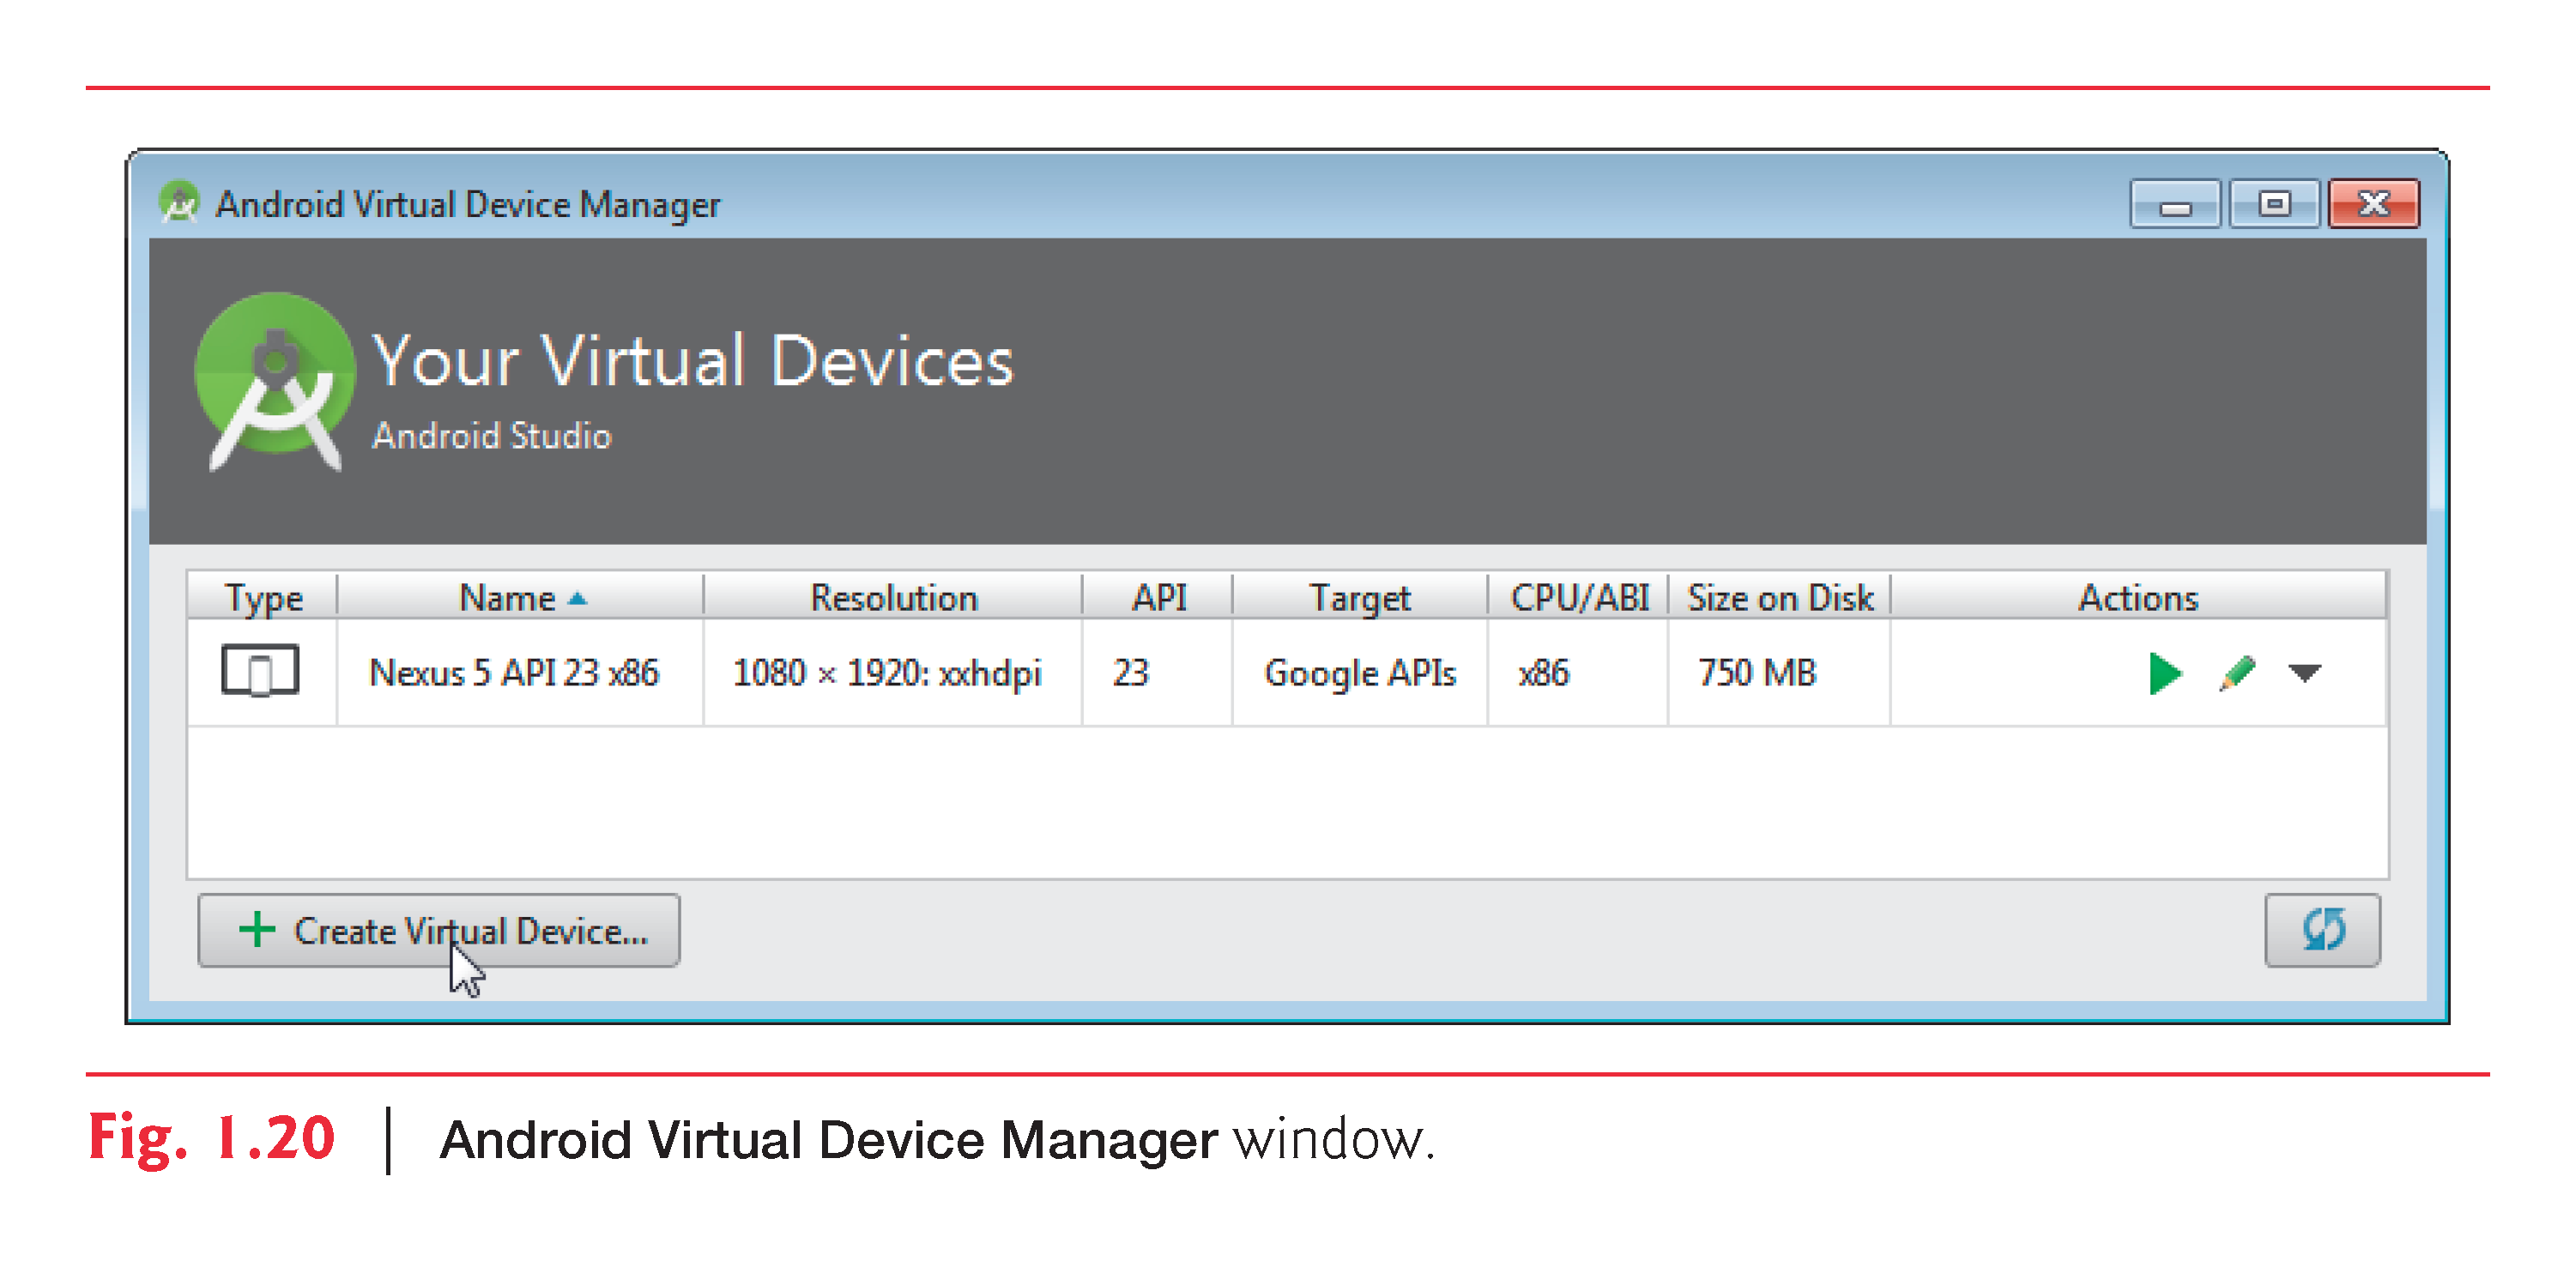 Android Virtual Device Manager
Your Virtual Devices
Android Studio
Type Name Resolution API Target CPU/ABI Size on Disk Actions
Nexus 5 API 23 x86 1080 × 1920: xxhdpi 23 Google APIs x86 750 MB
Create Virtual Device...
Fig. 1.20 | Android Virtual Device Manager window.